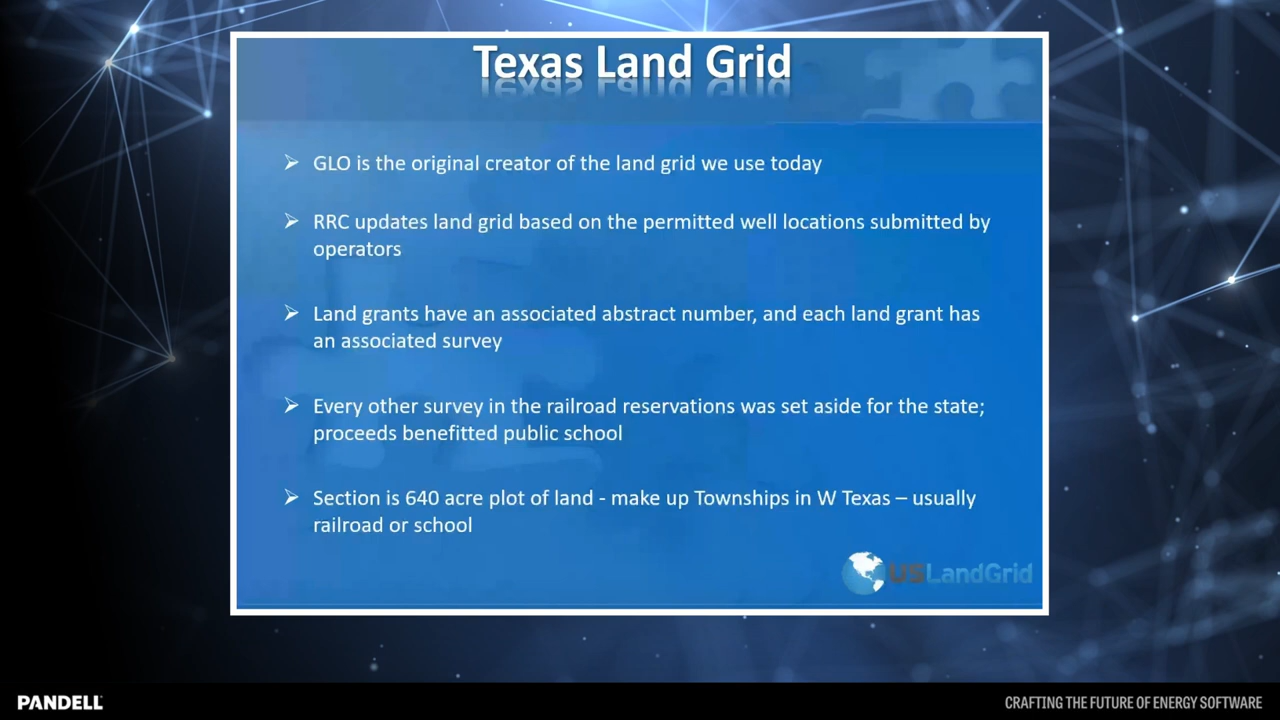 Texas Land Grid
GLO is the original creator of the land grid we use today
RRC updates land grid based on the permitted well locations submitted by
operators
Land grants have an associated abstract number, and each land grant has
an associated survey
Every other survey in the railroad reservations was set aside for the state;
proceeds benefitted public school
Section is 640 acre plot of land - make up Townships in W Texas – usually
railroad or school
USLandGrid
PANDELL
CRAFTING THE FUTURE OF ENERGY SOFTWARE